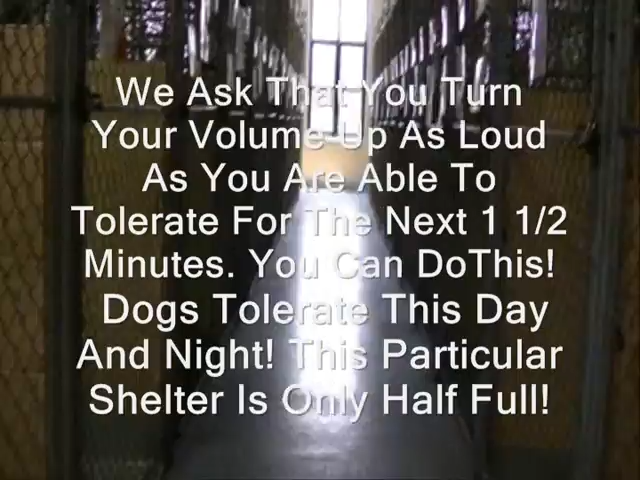 We Ask That You Turn
Your Volume Up As Loud
As You Are Able To
Tolerate For The Next 1 1/2
Minutes. You Can DoThis!
Dogs Tolerate This Day
And Night! This Particular
Shelter Is Only Half Full!